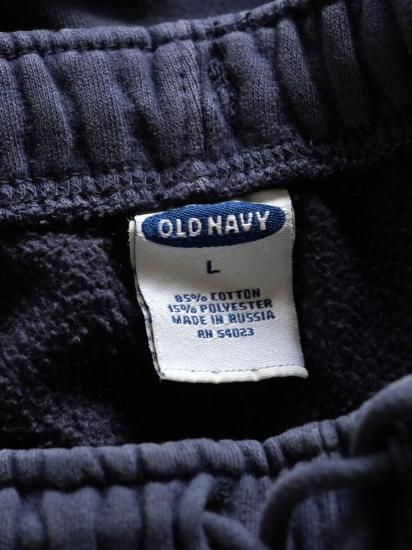 OLD NAVY
L
85% COTTON
15% POLYESTER
MADE IN RUSSIA
RN 54023